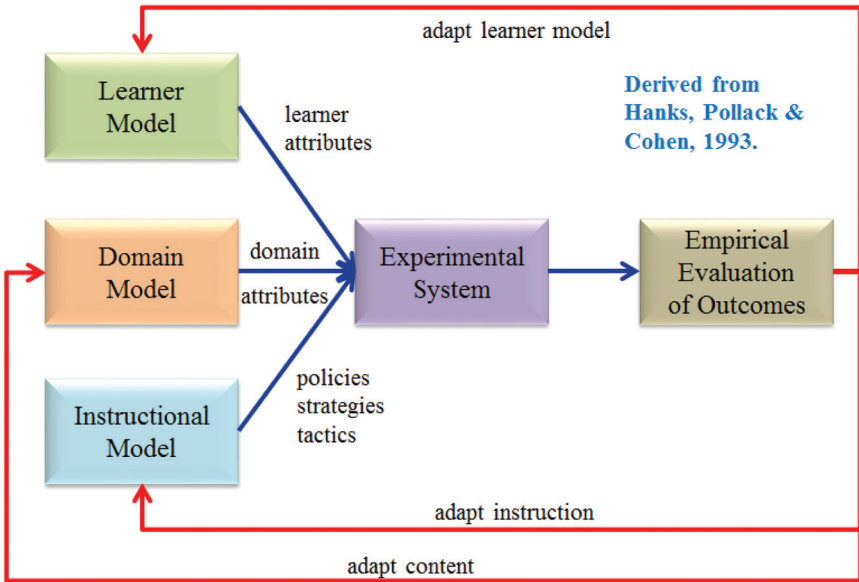 adapt learner model
Learner
Model
learner
attributes
Derived from
Hanks, Pollack &
Cohen, 1993.
Domain
Model
domain
attributes
Experimental
System
Empirical
Evaluation
of Outcomes
Instructional
Model
policies
strategies
tactics
adapt instruction
adapt content